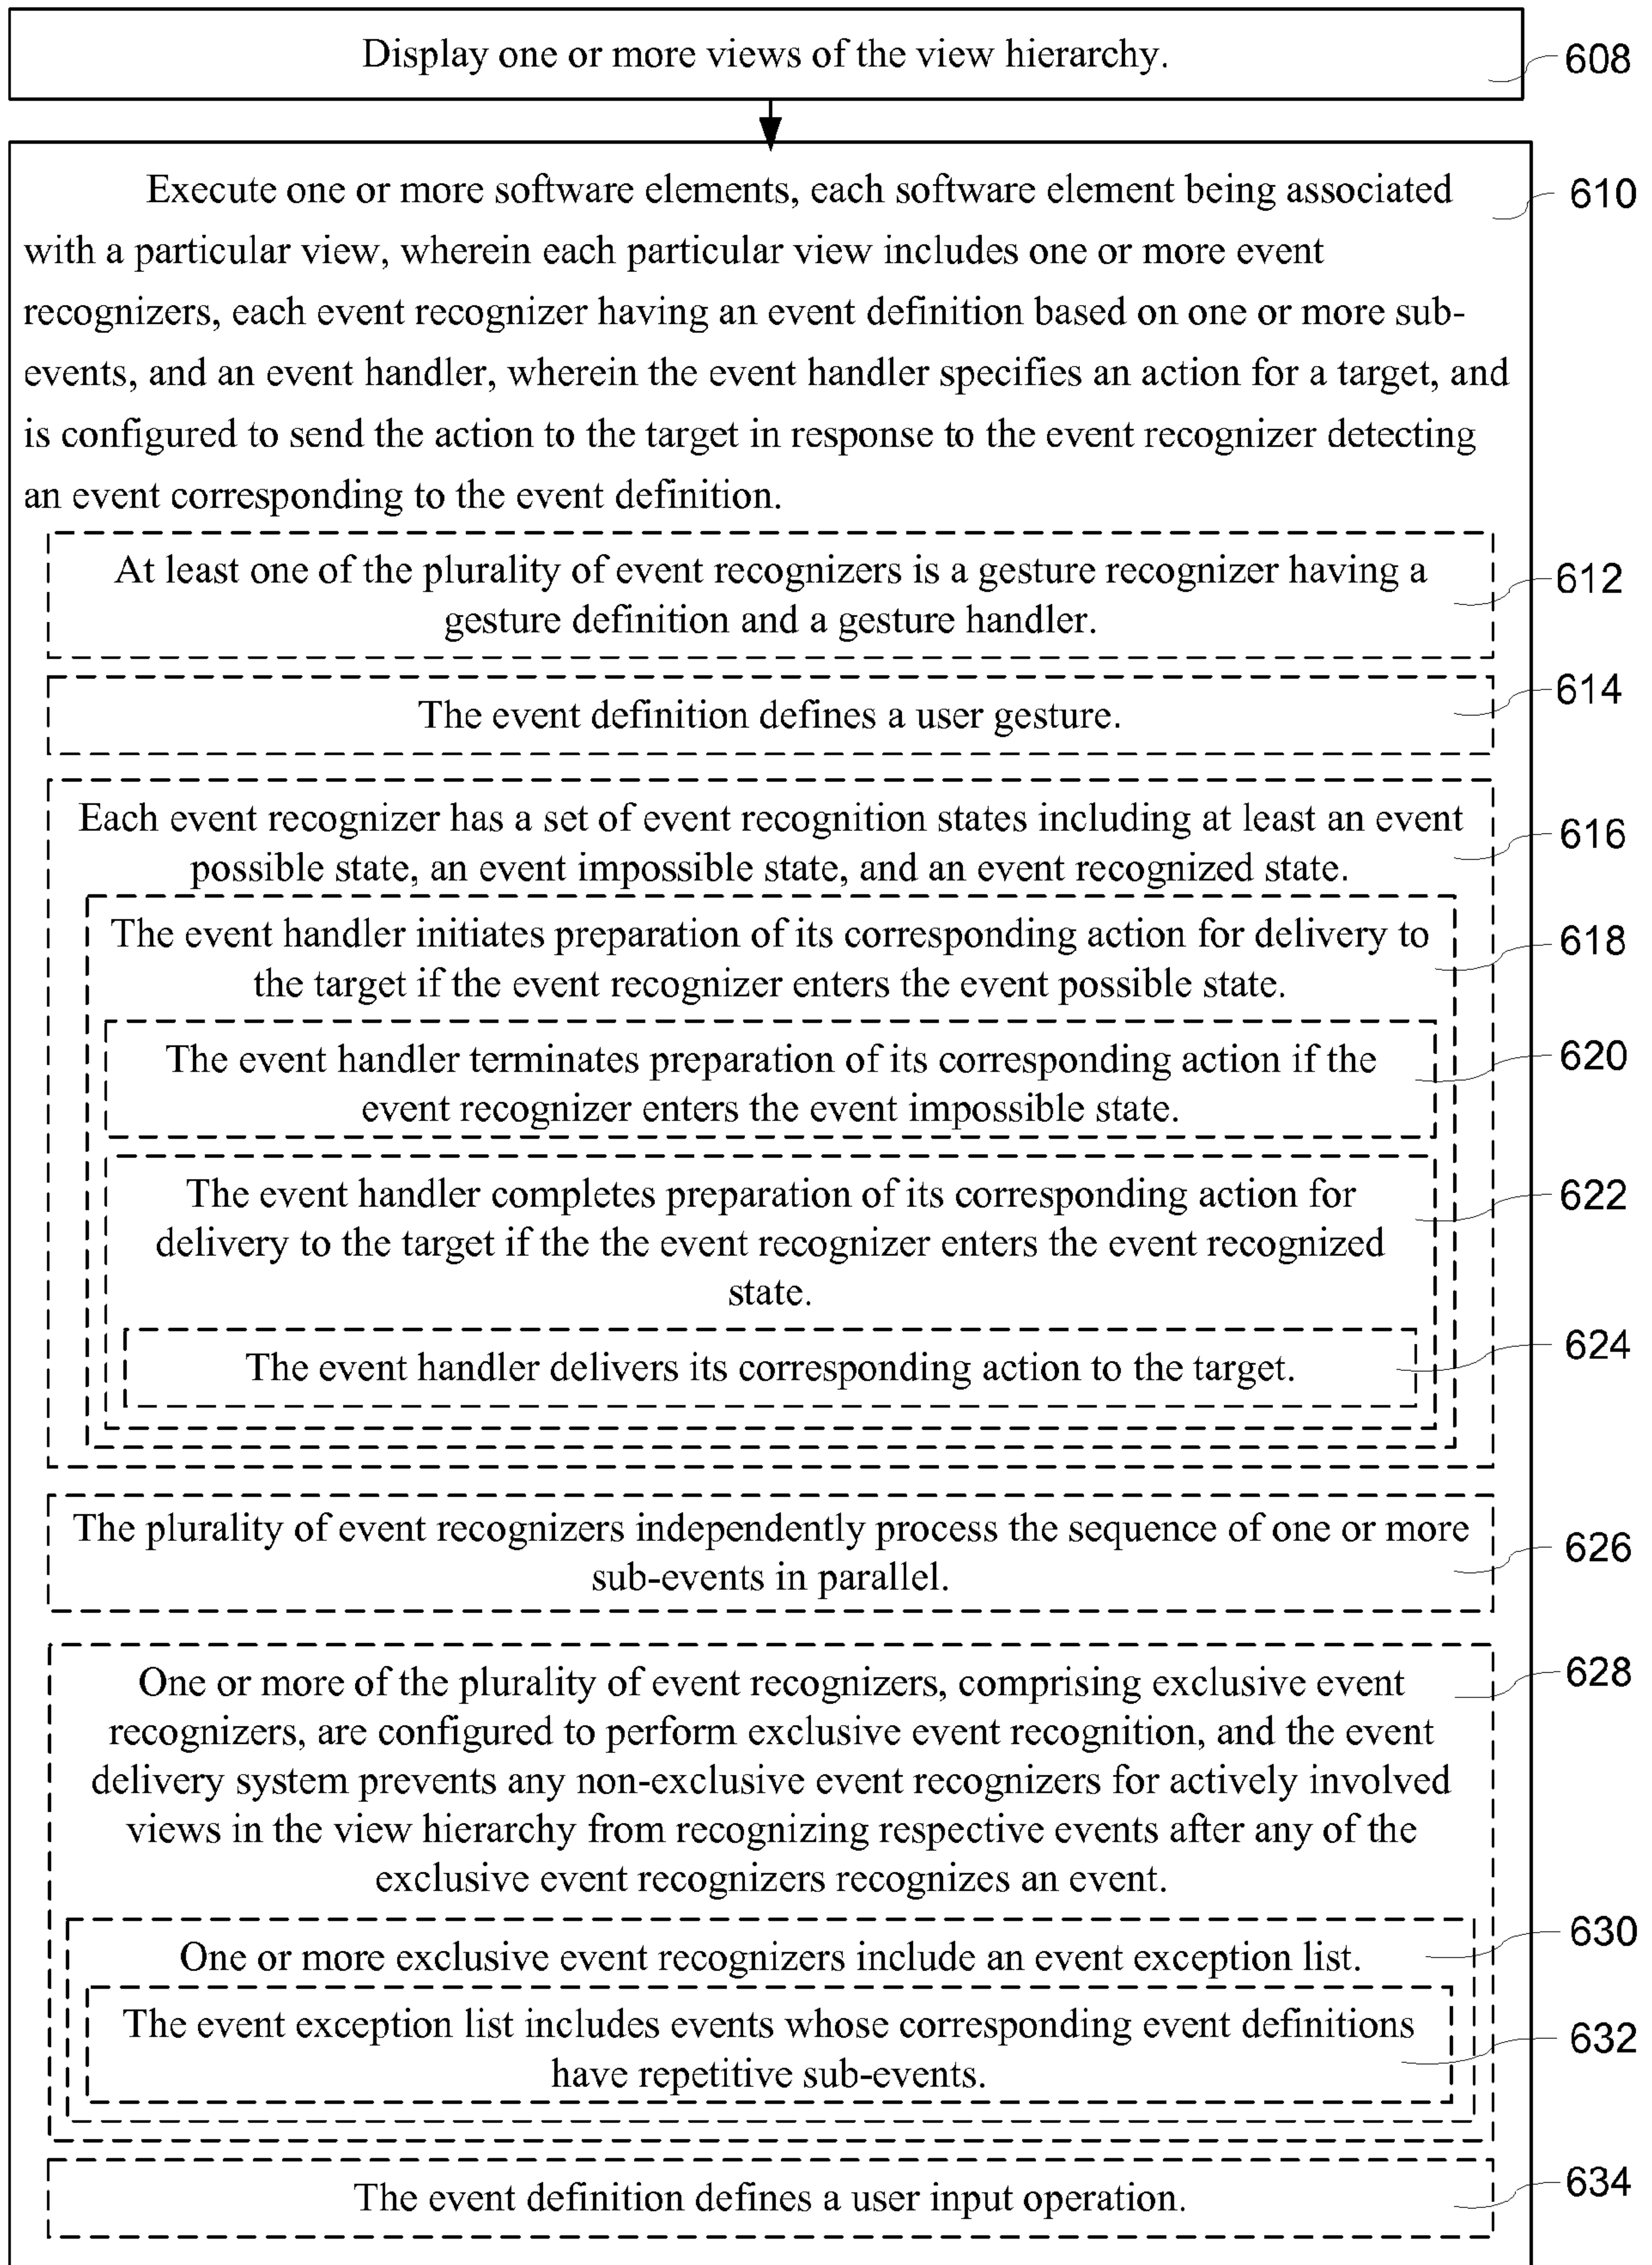 Display one or more views of the view hierarchy.
608
Execute one or more software elements, each software element being associated
610
with a particular view, wherein each particular view includes one or more event
recognizers, each event recognizer having an event definition based on one or more sub-
events, and an event handler, wherein the event handler specifies an action for a target, and
is configured to send the action to the target in response to the event recognizer detecting
an event corresponding to the event definition.
At least one of the plurality of event recognizers is a gesture recognizer having a
612
gesture definition and a gesture handler.
The event definition defines a user gesture.
614
Each event recognizer has a set of event recognition states including at least an event
616
possible state, an event impossible state, and an event recognized state.
The event handler initiates preparation of its corresponding action for delivery to
618
the target if the event recognizer enters the event possible state.
The event handler terminates preparation of its corresponding action if the
620
event recognizer enters the event impossible state.
The event handler completes preparation of its corresponding action for
622
delivery to the target if the the event recognizer enters the event recognized
state.
The event handler delivers its corresponding action to the target.
624
The plurality of event recognizers independently process the sequence of one or more
626
sub-events in parallel.
One or more of the plurality of event recognizers, comprising exclusive event
628
recognizers, are configured to perform exclusive event recognition, and the event
delivery system prevents any non-exclusive event recognizers for actively involved
views in the view hierarchy from recognizing respective events after any of the
exclusive event recognizers recognizes an event.
One or more exclusive event recognizers include an event exception list.
630
The event exception list includes events whose corresponding event definitions
632
have repetitive sub-events.
The event definition defines a user input operation.
634